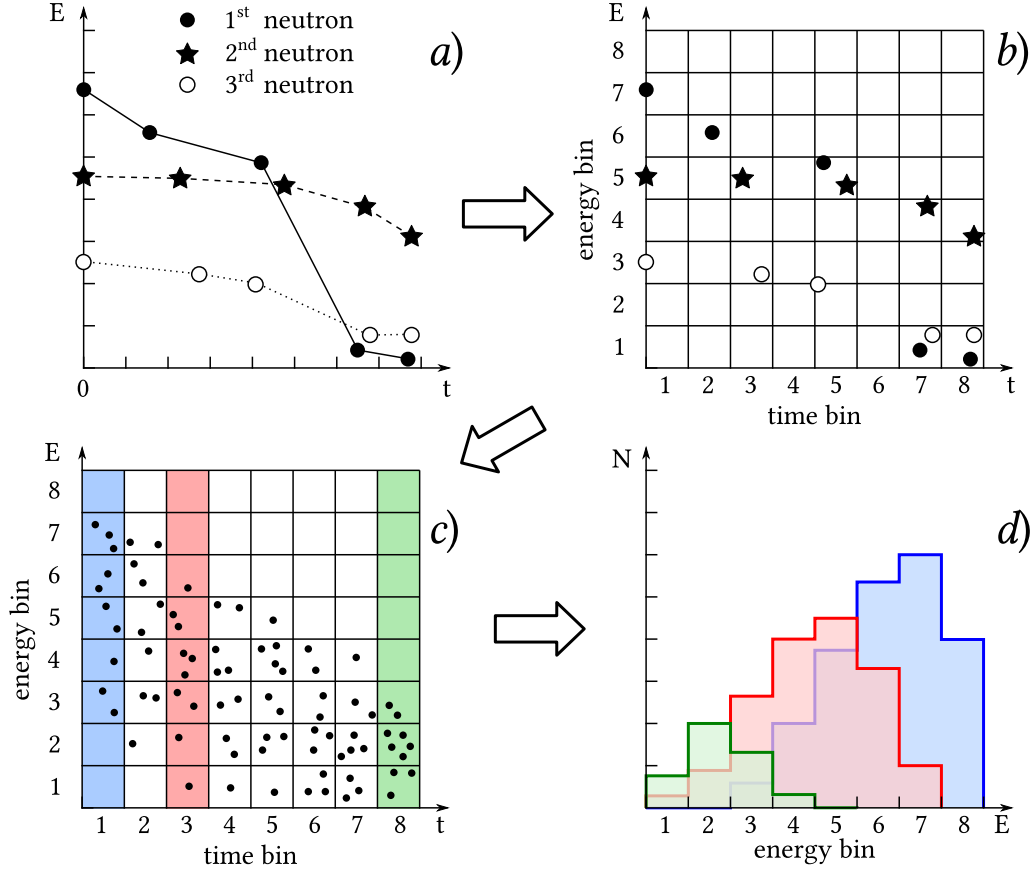 E
1st neutron
2nd neutron
3rd neutron
a)
0
t
E
b)
8
7
6
5
4
3
2
1
energy bin
1 2 3 4 5 6 7 8
t
time bin
E
c)
8
7
6
5
4
3
2
1
energy bin
1 2 3 4 5 6 7 8
t
time bin
N
d)
1 2 3 4 5 6 7 8 E
energy bin